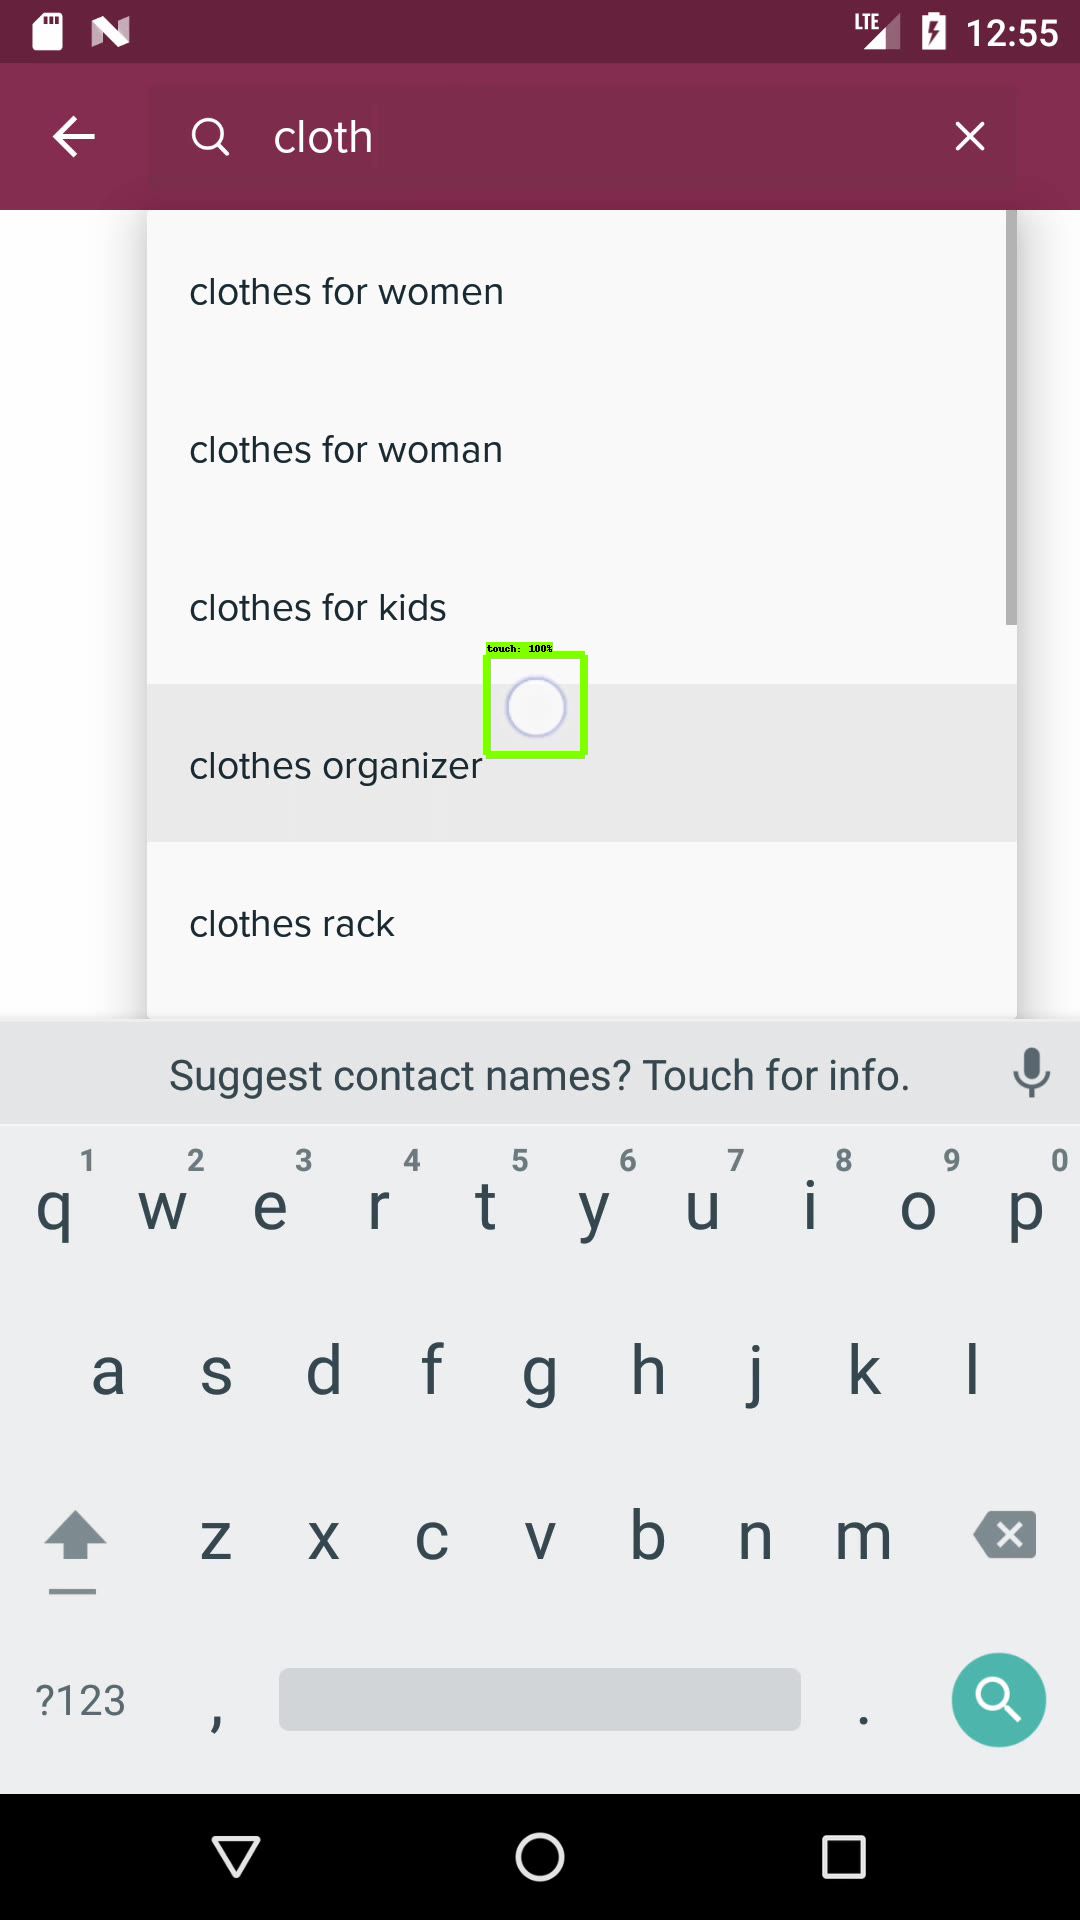 LTE 12:55
cloth
clothes for women
clothes for woman
clothes for kids
touch: 100%
clothes organizer
clothes rack
Suggest contact names? Touch for info.
1 2 3 4 5 6 7 8 9 0
q w e r t y u i o p
a s d f g h j k l
z x c v b n m
?123 , .